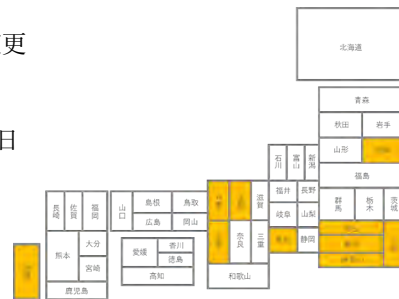 更
日
北海道
青森
秋田 岩手
山形
福島
石川 富山 新潟
群馬 栃木 茨城
福井 長野
滋賀
岐阜 山梨
奈良 三重
静岡
和歌山
長崎 佐賀 福岡
山口
島根 鳥取
広島 岡山
熊本
大分
宮崎
鹿児島
愛媛
香川
徳島
高知